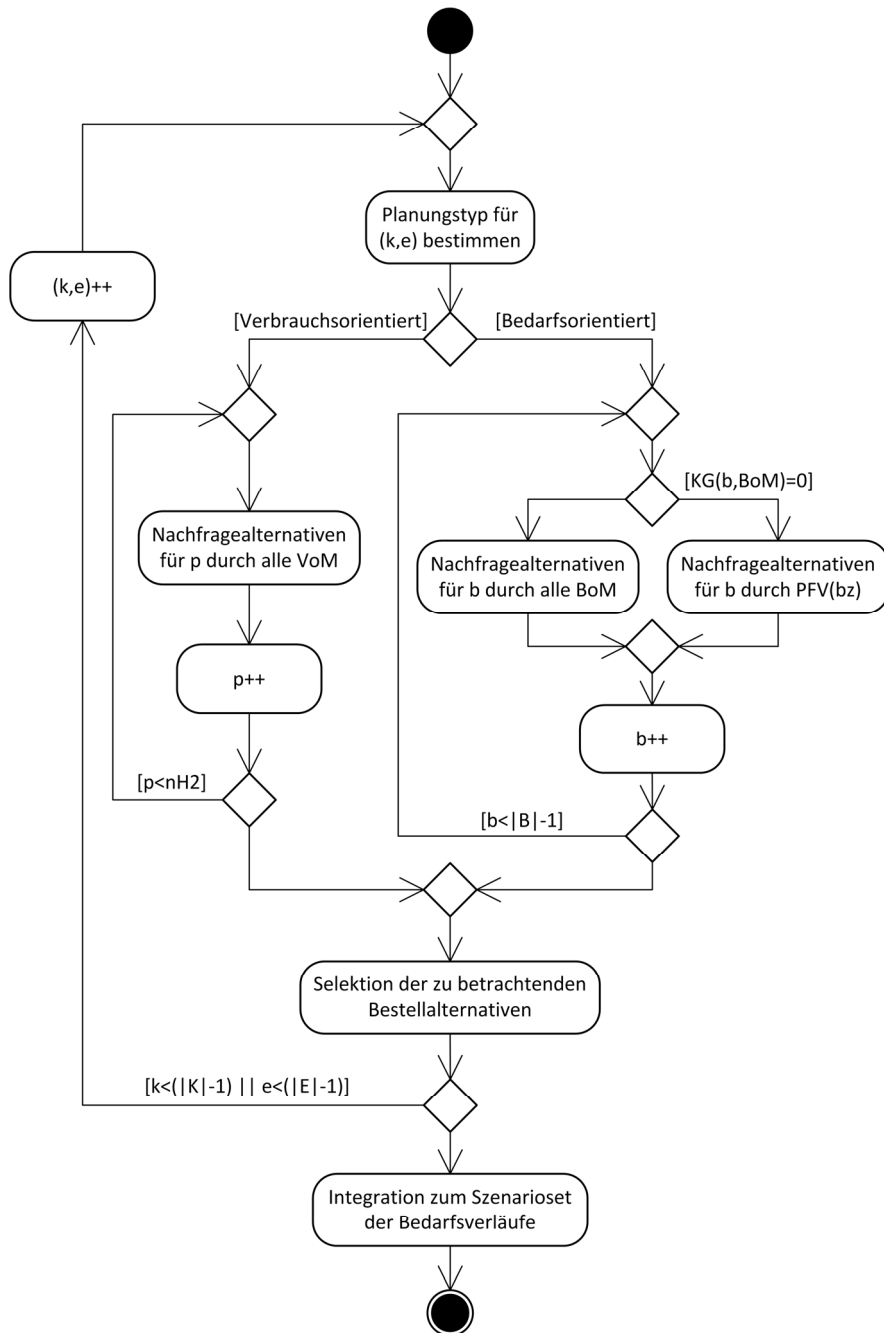 Planungstyp für
(k,e) bestimmen
(k,e)++
[Verbrauchsorientiert]
[Bedarfsorientiert]
[KG(b,BoM)=0]
Nachfragealternativen
für p durch alle VoM
Nachfragealternativen
für b durch alle BoM
Nachfragealternativen
für b durch PFV(bz)
p++
b++
[p<nH2]
[b<|B|-1]
Selektion der zu betrachtenden
Bestellalternativen
[k<(|K|-1) || e<(|E|-1)]
Integration zum Szenarioset
der Bedarfsverläufe